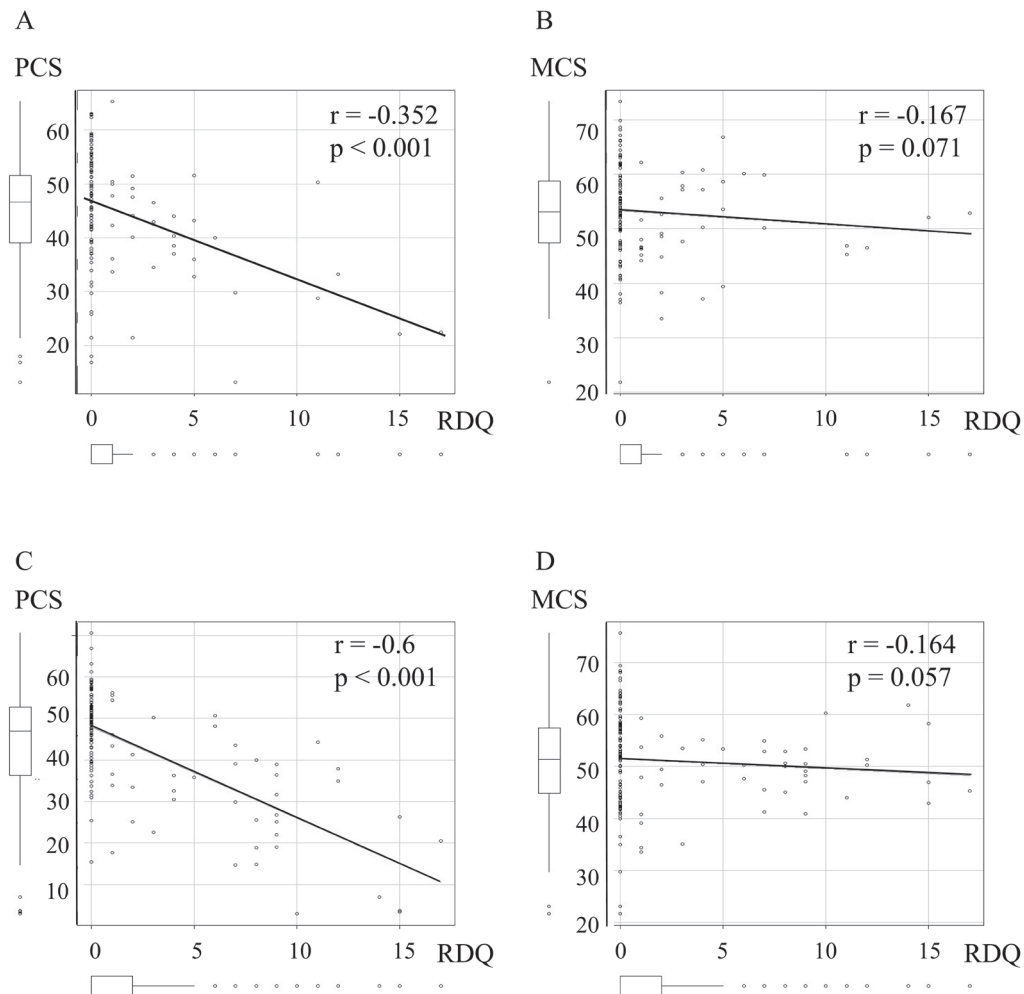 A
PCS
r = -0.352
p < 0.001
60
50
40
30
20
0 5 10 15 RDQ
B
MCS
r = -0.167
p = 0.071
70
60
50
40
30
20
0 5 10 15 RDQ
C
PCS
r = -0.6
p < 0.001
60
50
40
30
20
10
0 5 10 15 RDQ
D
MCS
r = -0.164
p = 0.057
70
60
50
40
30
20
0 5 10 15 RDQ